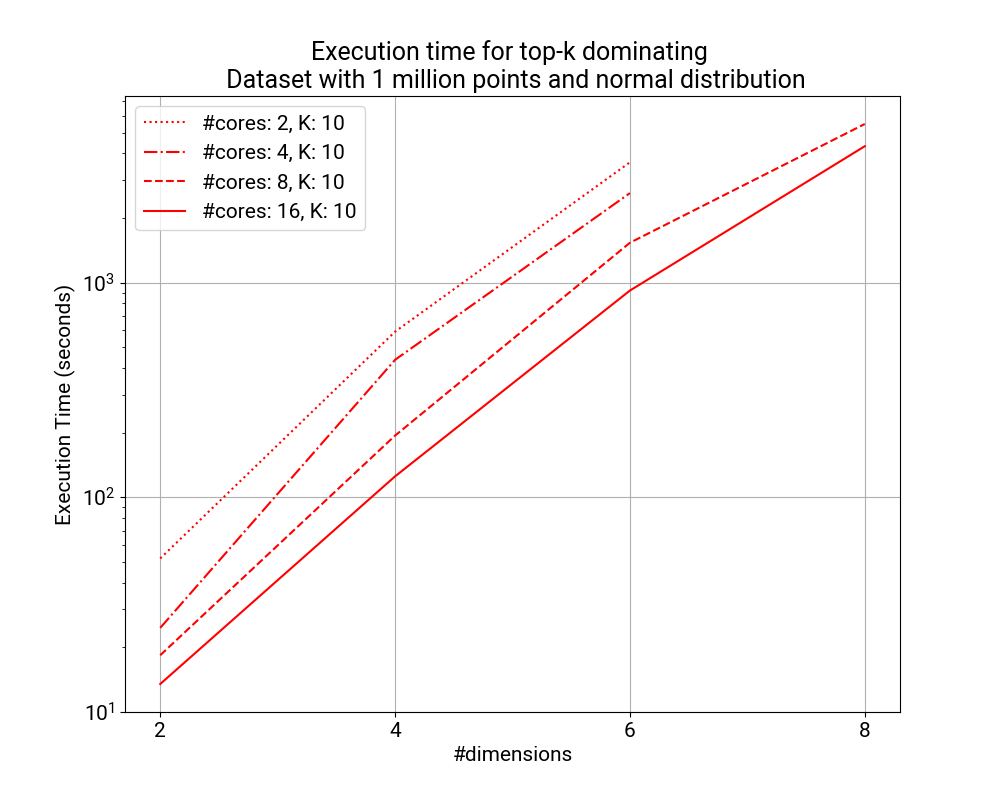 Execution time for top-k dominating
Dataset with 1 million points and normal distribution
#cores: 2, K: 10
#cores: 4, K: 10
#cores: 8, K: 10
#cores: 16, K: 10
10³
10²
10¹
Execution Time (seconds)
2 4 6 8
#dimensions